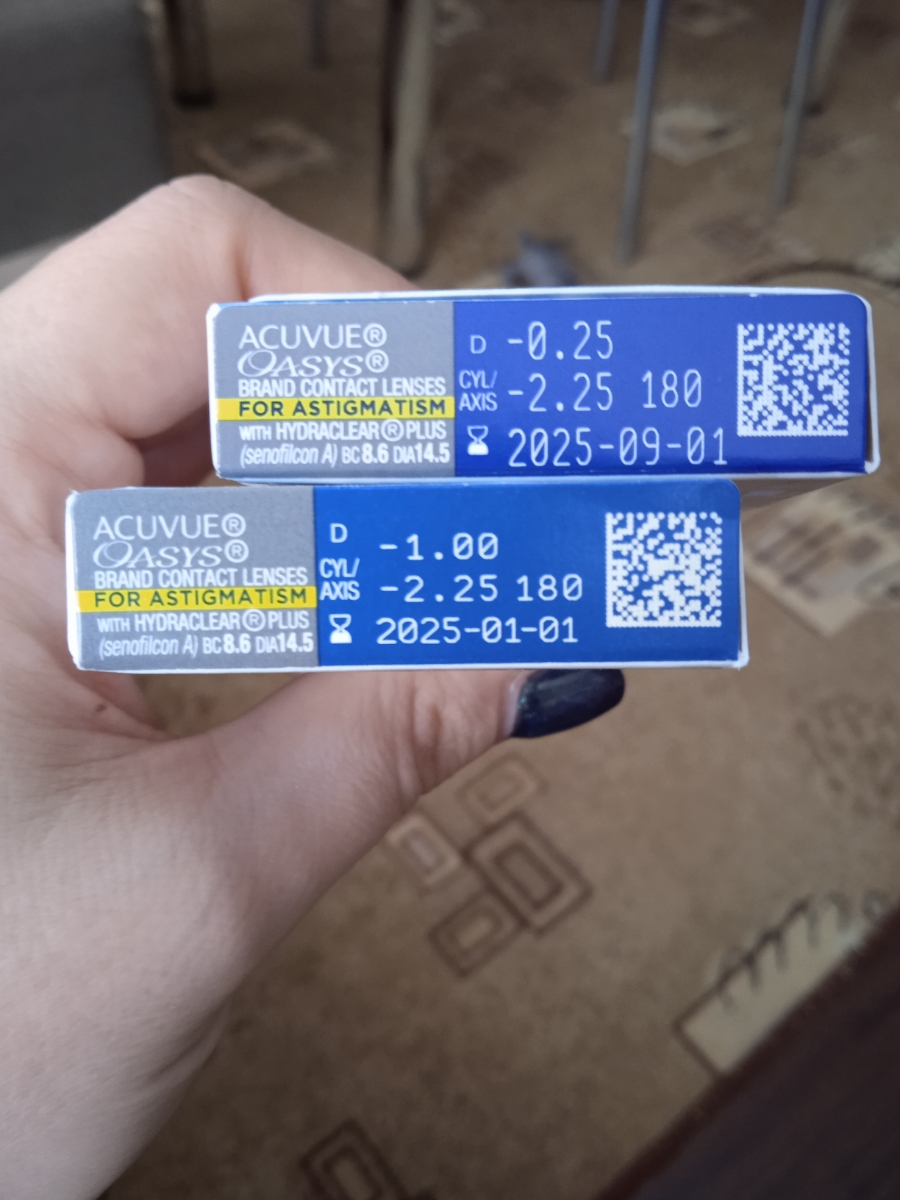 ACUVUE®
OASYS®
BRAND CONTACT LENSES
FOR ASTIGMATISM
WITH HYDRACLEAR® PLUS
(senofilcon A) BC 8.6 DIA 14.5
D -0.25
CYL/AXIS -2.25 180
2025-09-01
ACUVUE®
OASYS®
BRAND CONTACT LENSES
FOR ASTIGMATISM
WITH HYDRACLEAR® PLUS
(senofilcon A) BC 8.6 DIA 14.5
D -1.00
CYL/AXIS -2.25 180
2025-01-01